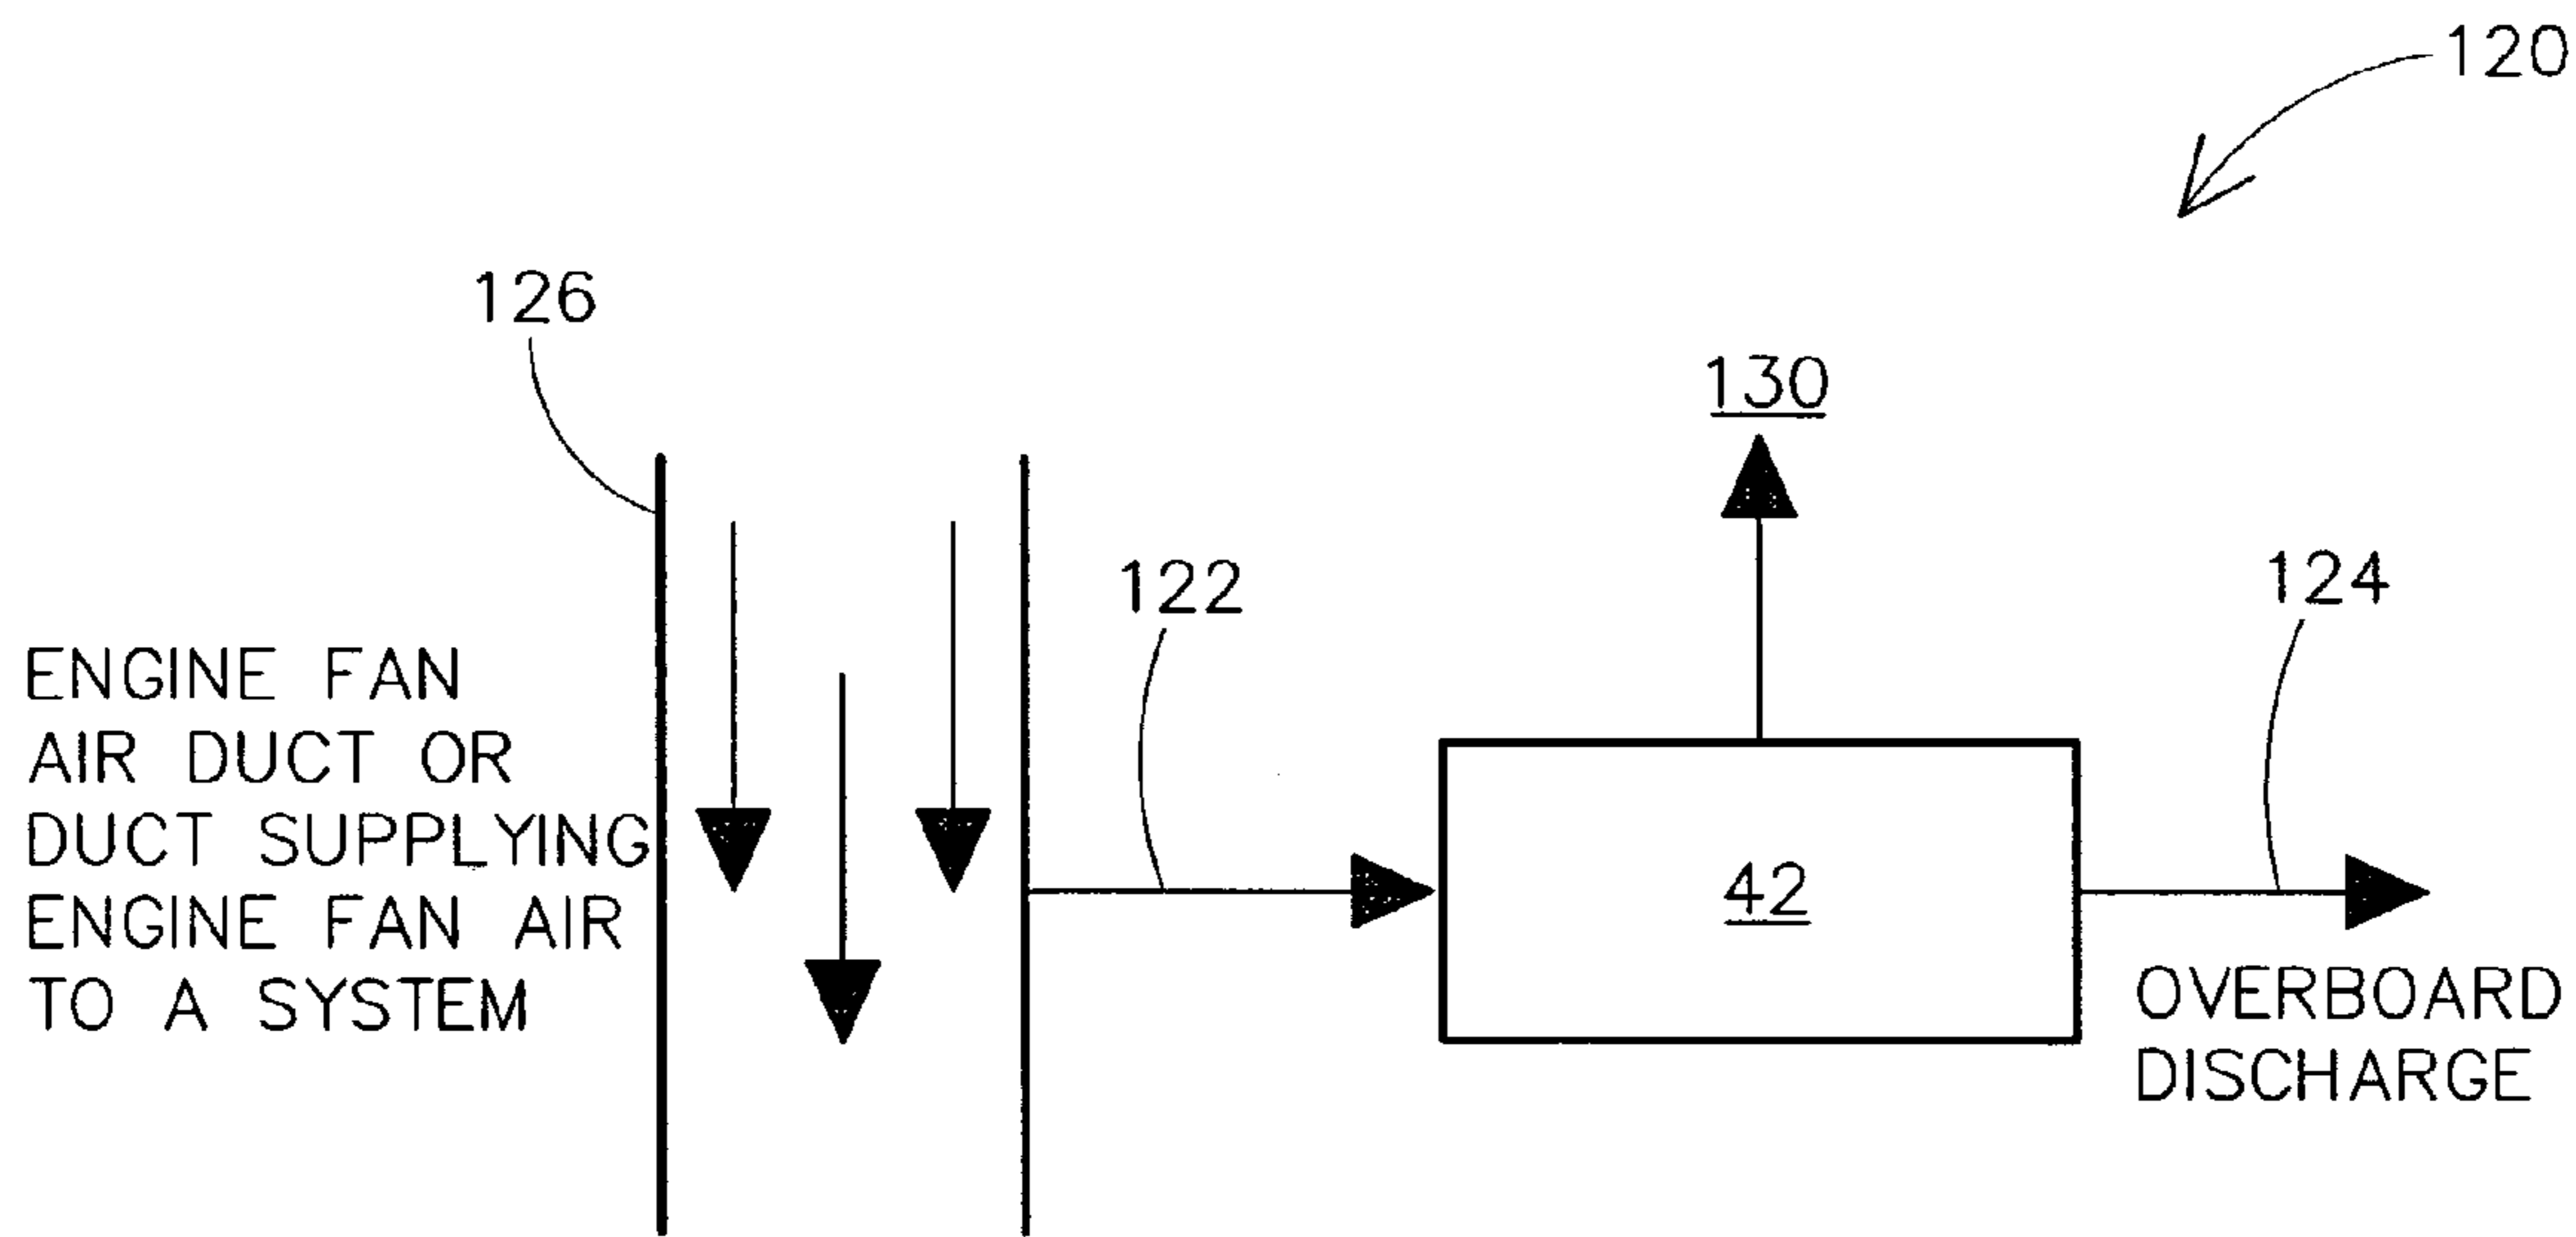 120
126
130
122
124
ENGINE FAN
AIR DUCT OR
DUCT SUPPLYING
ENGINE FAN AIR
TO A SYSTEM
42
OVERBOARD
DISCHARGE